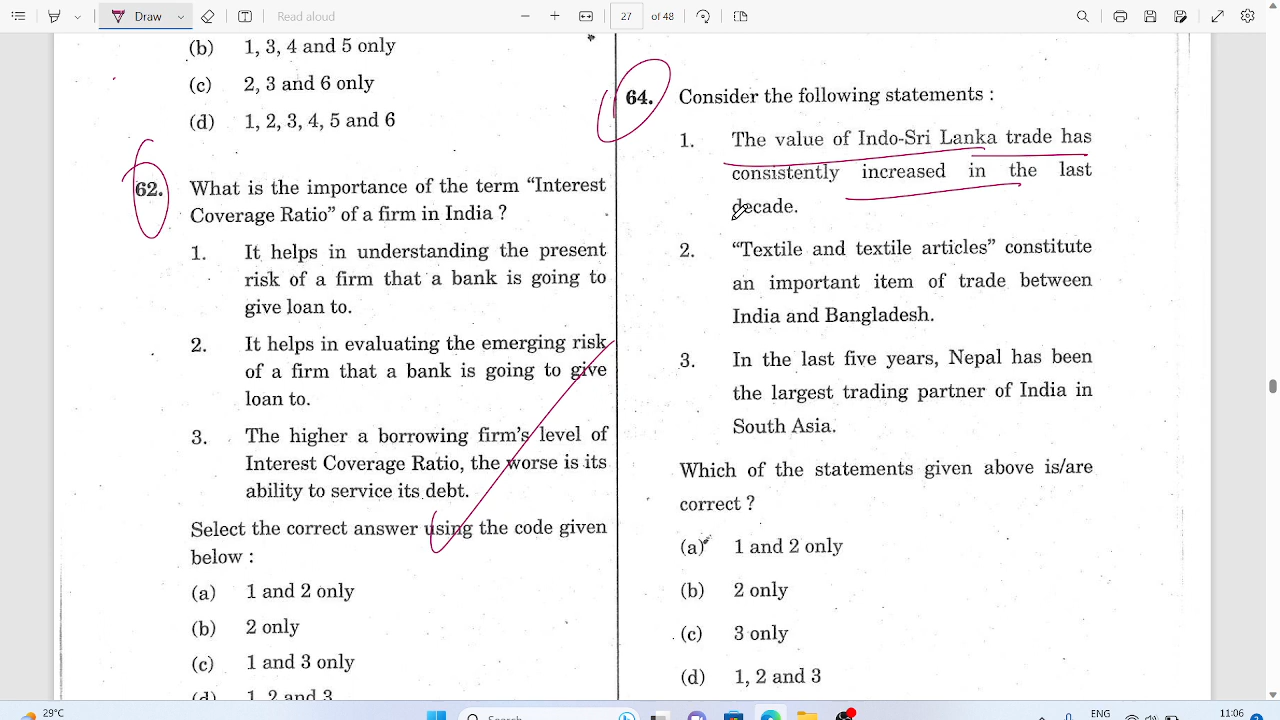 Draw
Read aloud
27 of 48
(b) 1, 3, 4 and 5 only
(c) 2, 3 and 6 only
(d) 1, 2, 3, 4, 5 and 6
62. What is the importance of the term “Interest
Coverage Ratio” of a firm in India ?
1. It helps in understanding the present
risk of a firm that a bank is going to
give loan to.
2. It helps in evaluating the emerging risk
of a firm that a bank is going to give
loan to.
3. The higher a borrowing firm’s level of
Interest Coverage Ratio, the worse is its
ability to service its debt.
Select the correct answer using the code given
below :
(a) 1 and 2 only
(b) 2 only
(c) 1 and 3 only
(d) 1, 2 and 3
64. Consider the following statements :
1. The value of Indo-Sri Lanka trade has
consistently increased in the last
decade.
2. “Textile and textile articles” constitute
an important item of trade between
India and Bangladesh.
3. In the last five years, Nepal has been
the largest trading partner of India in
South Asia.
Which of the statements given above is/are
correct ?
(a) 1 and 2 only
(b) 2 only
(c) 3 only
(d) 1, 2 and 3
29°C
Search
ENG